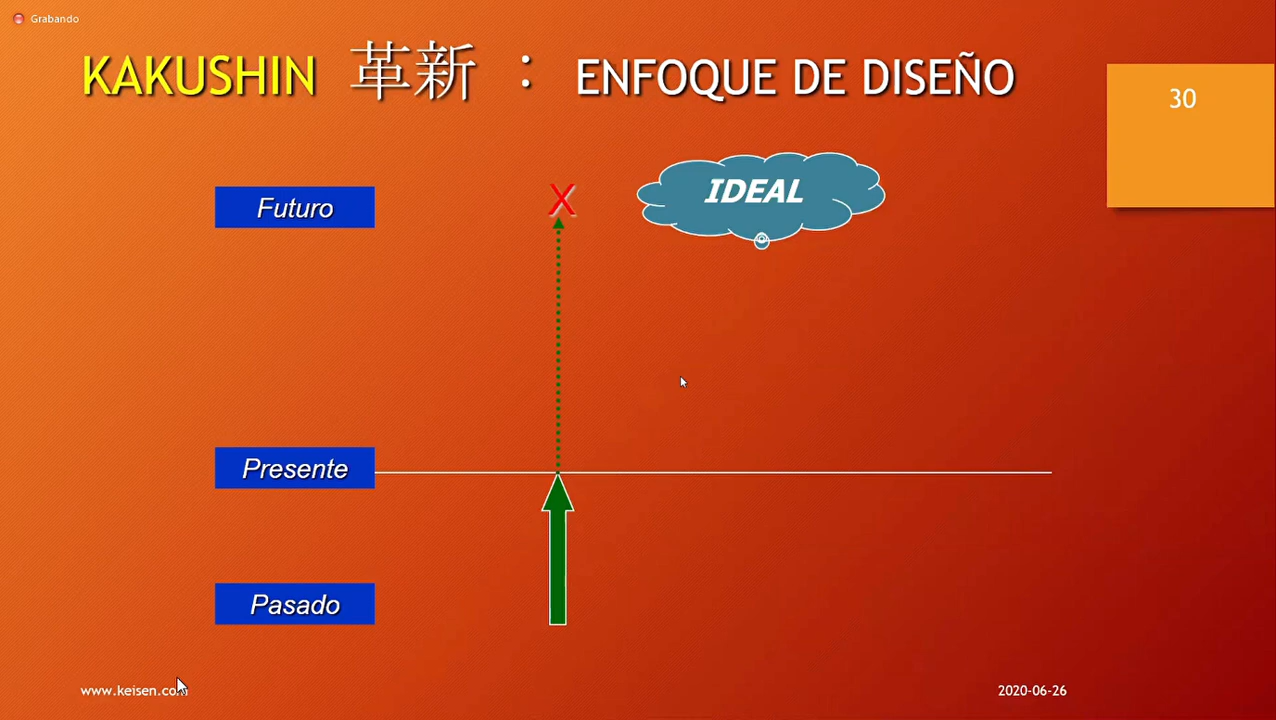 Grabando
KAKUSHIN 革新 : ENFOQUE DE DISEÑO
30
Futuro
X
IDEAL
Presente
Pasado
www.keisen.com
2020-06-26